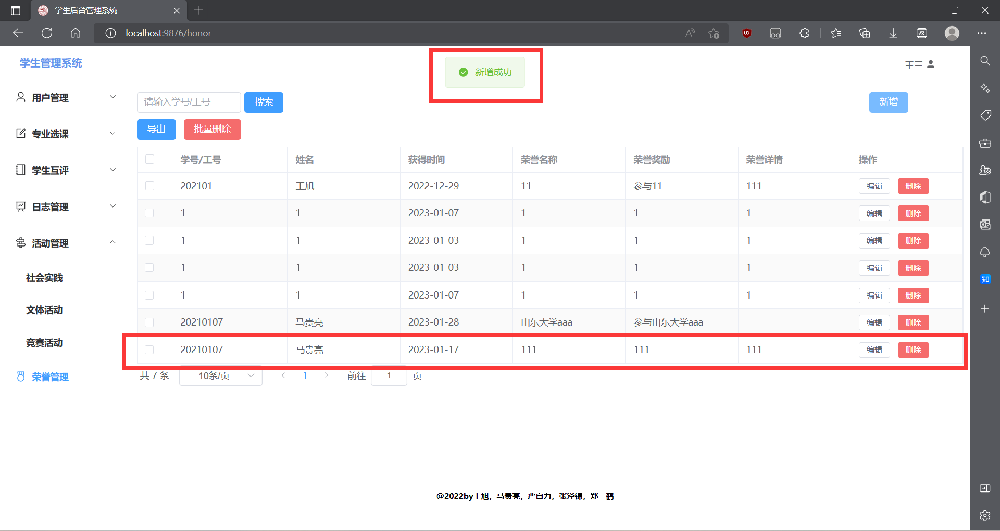 学生后台管理系统
localhost:9876/honor
学生管理系统
新增成功
王三
用户管理
专业选课
学生互评
日志管理
活动管理
社会实践
文体活动
竞赛活动
荣誉管理
请输入学号/工号 搜索 新增
导出 批量删除
学号/工号 姓名 获得时间 荣誉名称 荣誉奖励 荣誉详情 操作
202101 王旭 2022-12-29 11 参与11 111 编辑 删除
1 1 2023-01-07 1 1 1 编辑 删除
1 1 2023-01-03 1 1 1 编辑 删除
1 1 2023-01-03 1 1 1 编辑 删除
1 1 2023-01-07 1 1 1 编辑 删除
20210107 马贵亮 2023-01-28 山东大学aaa 参与山东大学aaa 编辑 删除
20210107 马贵亮 2023-01-17 111 111 111 编辑 删除
共 7 条 10条/页 1 前往 1 页
@2022by王旭，马贵亮，严自力，张泽锦，郑一鹤
知